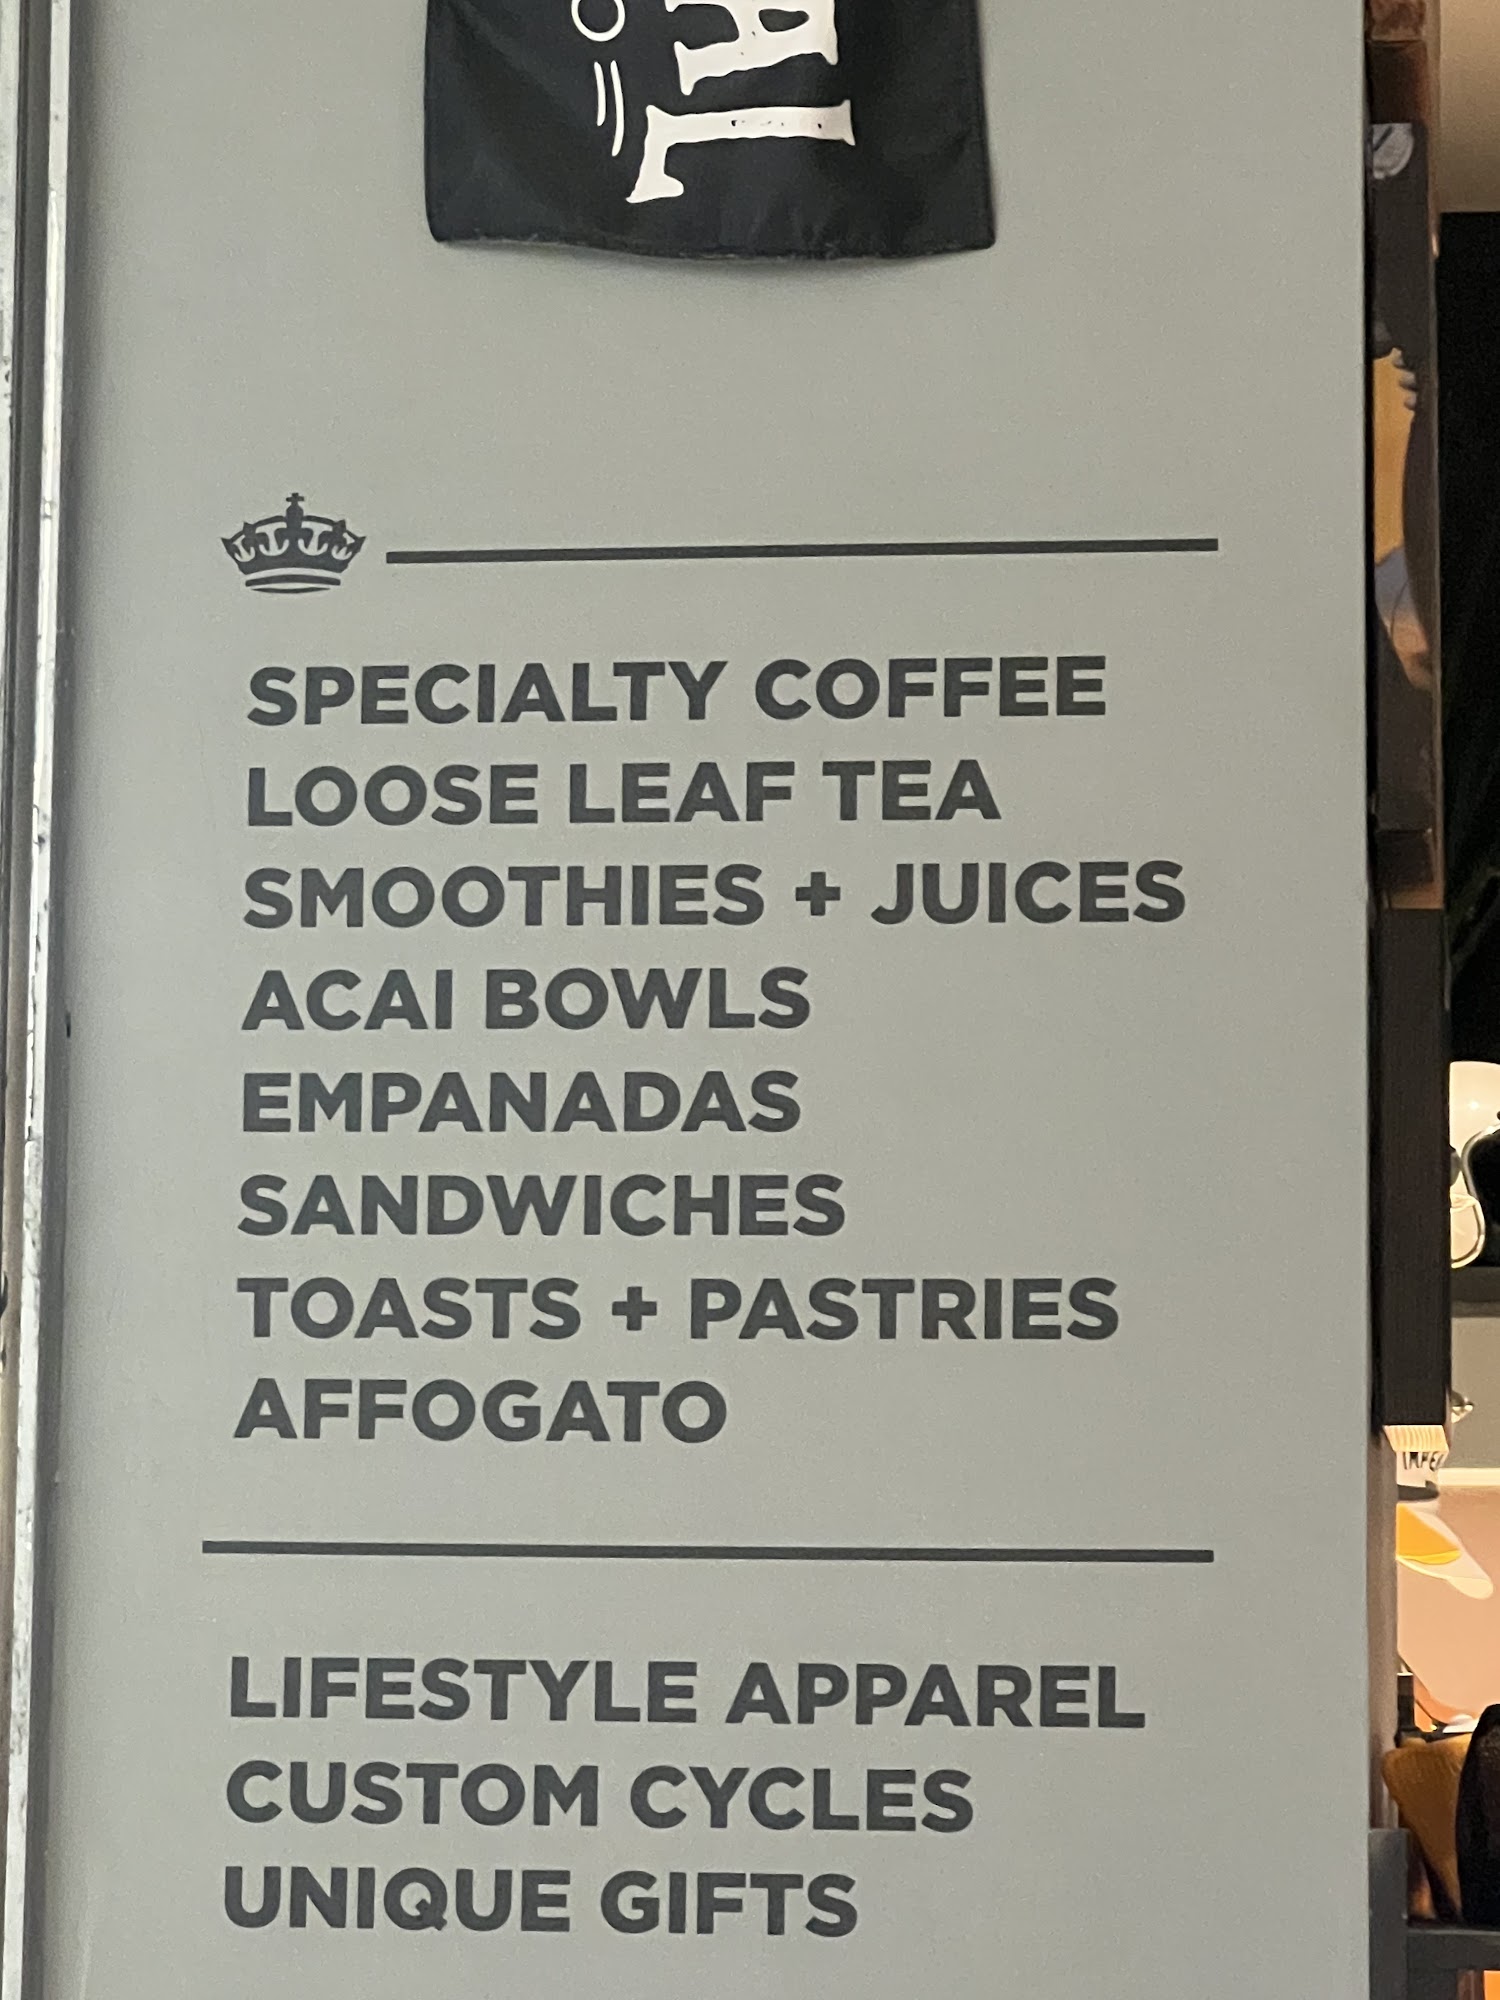 SPECIALTY COFFEE
LOOSE LEAF TEA
SMOOTHIES + JUICES
ACAI BOWLS
EMPANADAS
SANDWICHES
TOASTS + PASTRIES
AFFOGATO
LIFESTYLE APPAREL
CUSTOM CYCLES
UNIQUE GIFTS